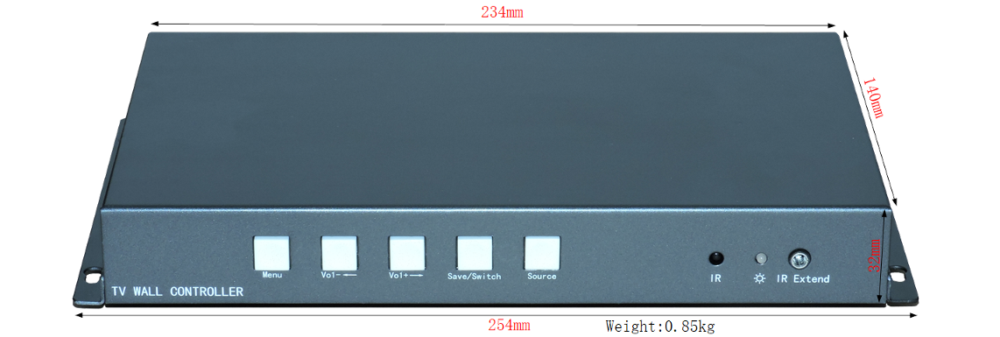 234mm
140mm
32mm
Menu
Vol-←
Vol+→
Save/Switch
Source
IR
IR Extend
TV WALL CONTROLLER
254mm
Weight:0.85kg